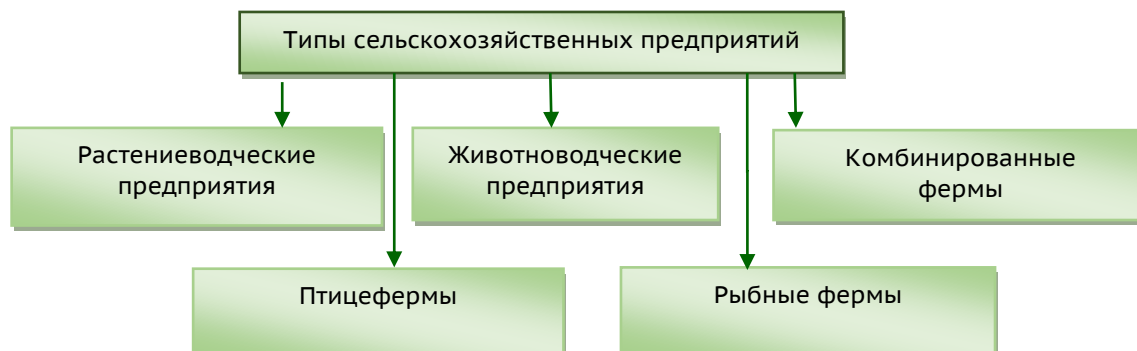 Типы сельскохозяйственных предприятий
Растениеводческие
предприятия
Животноводческие
предприятия
Комбинированные
фермы
Птицефермы
Рыбные фермы